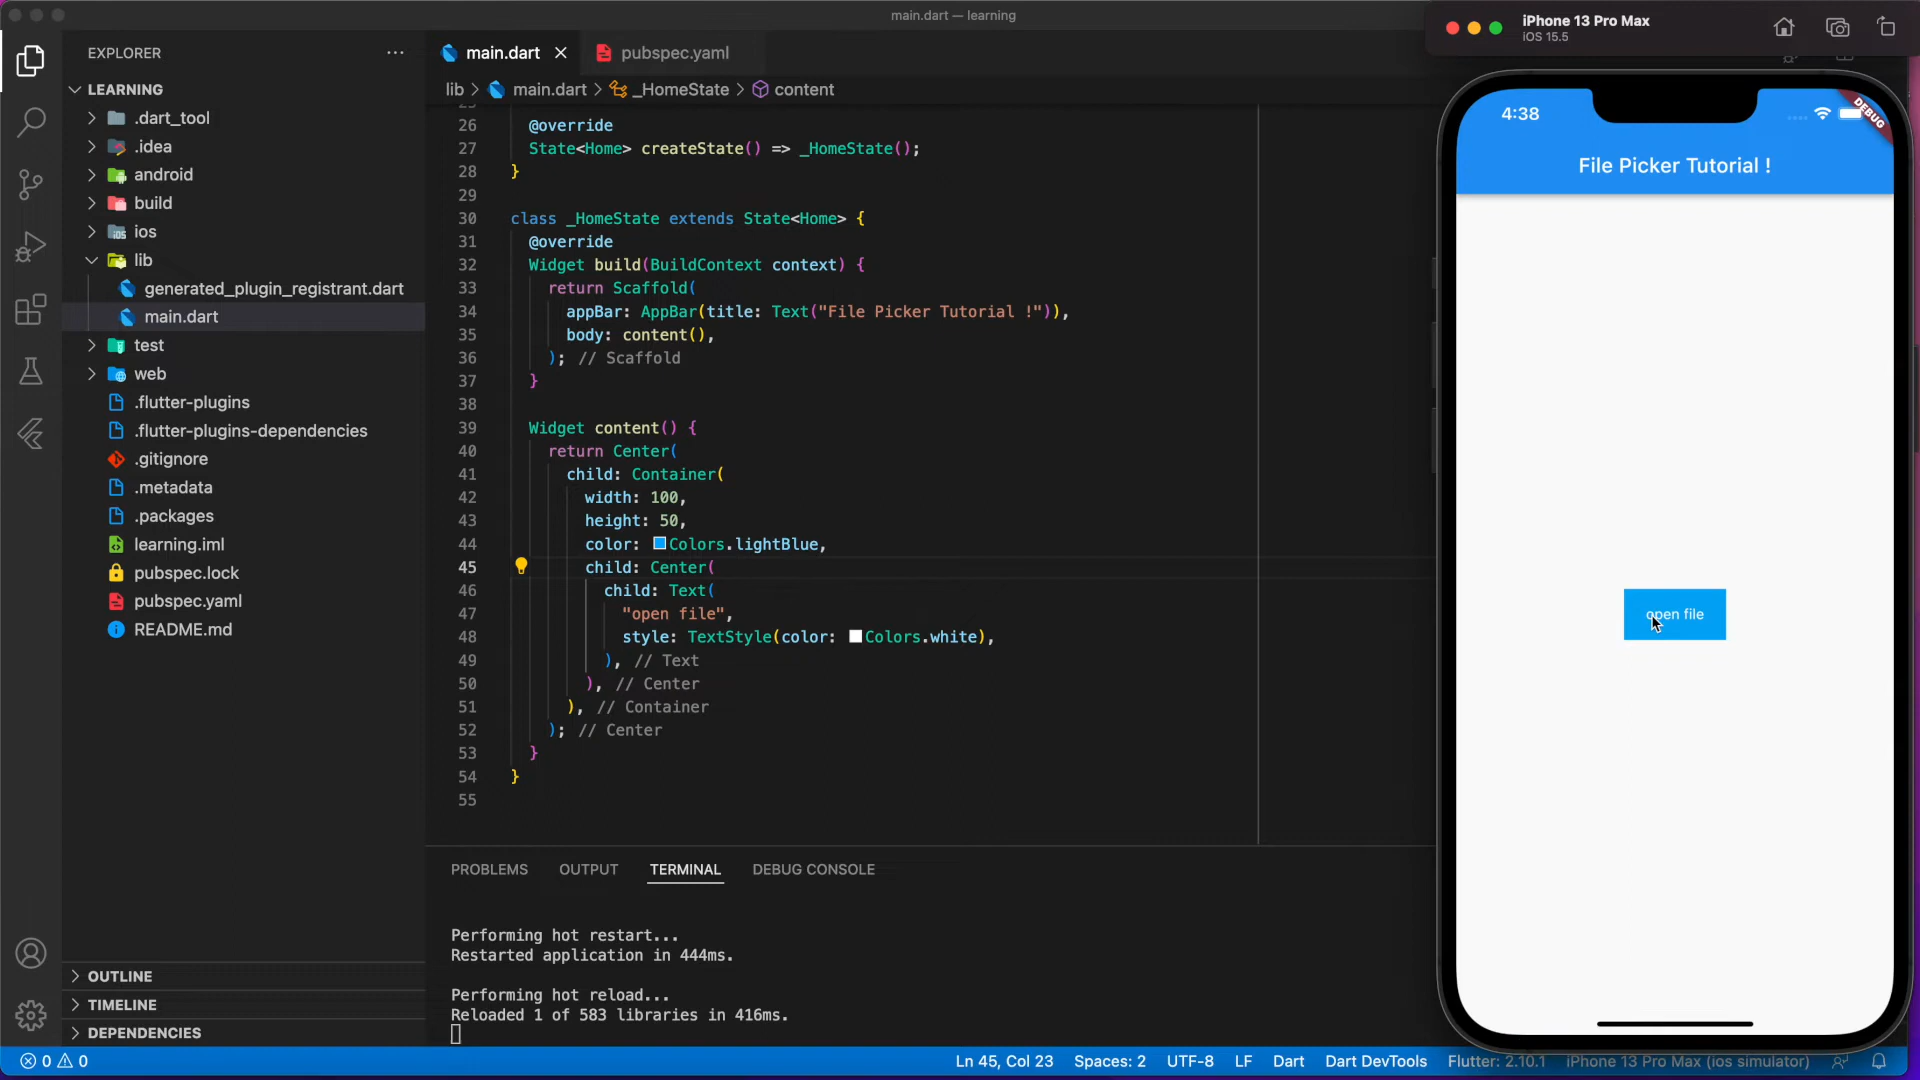 main.dart — learning
EXPLORER
LEARNING
.dart_tool
.idea
android
build
ios
lib
generated_plugin_registrant.dart
main.dart
test
web
.flutter-plugins
.flutter-plugins-dependencies
.gitignore
.metadata
.packages
learning.iml
pubspec.lock
pubspec.yaml
README.md
OUTLINE
TIMELINE
DEPENDENCIES
main.dart
pubspec.yaml
lib > main.dart > _HomeState > content
26 @override
27 State<Home> createState() => _HomeState();
28 }
29
30 class _HomeState extends State<Home> {
31 @override
32 Widget build(BuildContext context) {
33 return Scaffold(
34 appBar: AppBar(title: Text("File Picker Tutorial !")),
35 body: content(),
36 ); // Scaffold
37 }
38
39 Widget content() {
40 return Center(
41 child: Container(
42 width: 100,
43 height: 50,
44 color: Colors.lightBlue,
45 child: Center(
46 child: Text(
47 "open file",
48 style: TextStyle(color: Colors.white),
49 ), // Text
50 ), // Center
51 ), // Container
52 ); // Center
53 }
54 }
55
PROBLEMS OUTPUT TERMINAL DEBUG CONSOLE
Performing hot restart...
Restarted application in 444ms.
Performing hot reload...
Reloaded 1 of 583 libraries in 416ms.
iPhone 13 Pro Max
iOS 15.5
4:38
DEBUG
File Picker Tutorial !
open file
0 0
Ln 45, Col 23 Spaces: 2 UTF-8 LF Dart Dart DevTools Flutter: 2.10.1 iPhone 13 Pro Max (ios simulator)